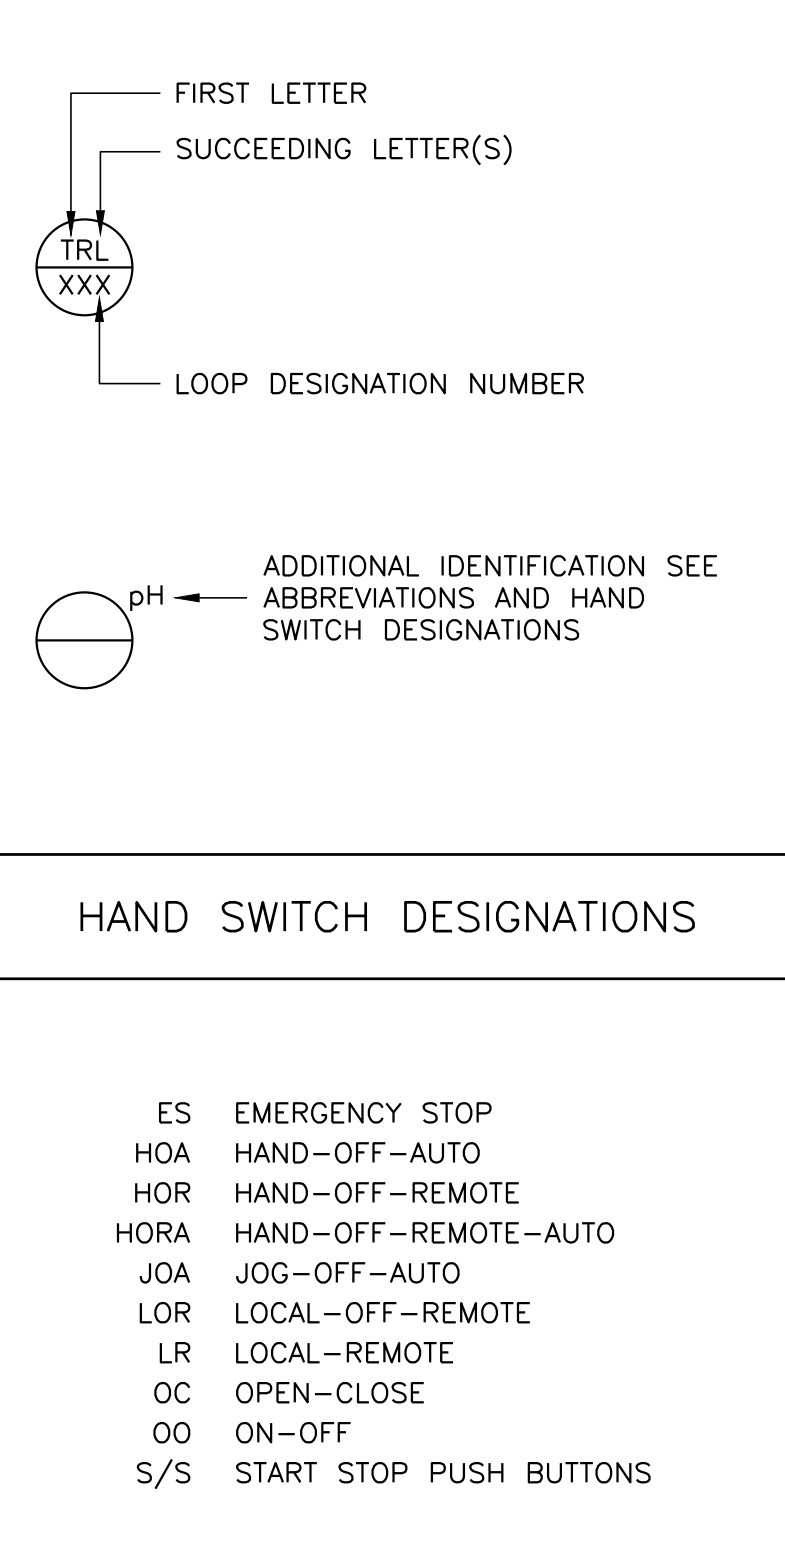 FIRST LETTER
SUCCEEDING LETTER(S)
TRL
XXX
LOOP DESIGNATION NUMBER
pH
ADDITIONAL IDENTIFICATION SEE
ABBREVIATIONS AND HAND
SWITCH DESIGNATIONS
HAND SWITCH DESIGNATIONS
ES EMERGENCY STOP
HOA HAND-OFF-AUTO
HOR HAND-OFF-REMOTE
HORA HAND-OFF-REMOTE-AUTO
JOA JOG-OFF-AUTO
LOR LOCAL-OFF-REMOTE
LR LOCAL-REMOTE
OC OPEN-CLOSE
OO ON-OFF
S/S START STOP PUSH BUTTONS